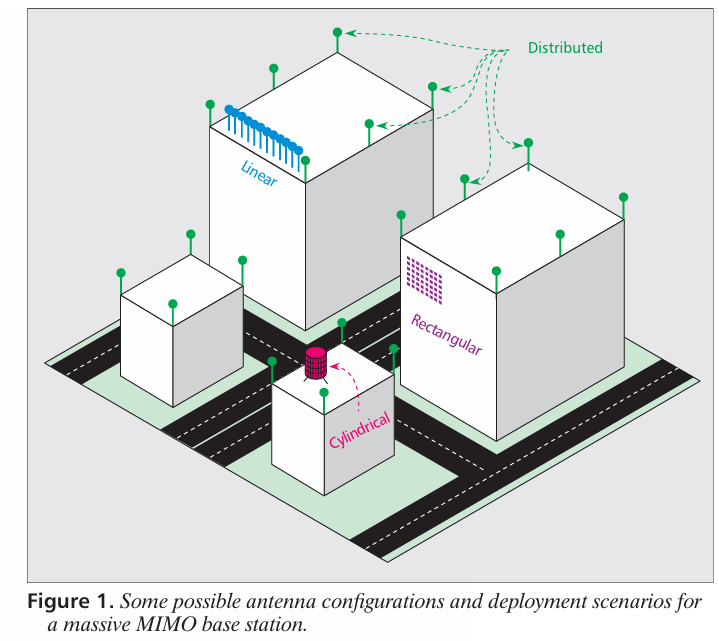 Distributed
Linear
Rectangular
Cylindrical
Figure 1. Some possible antenna configurations and deployment scenarios for
a massive MIMO base station.